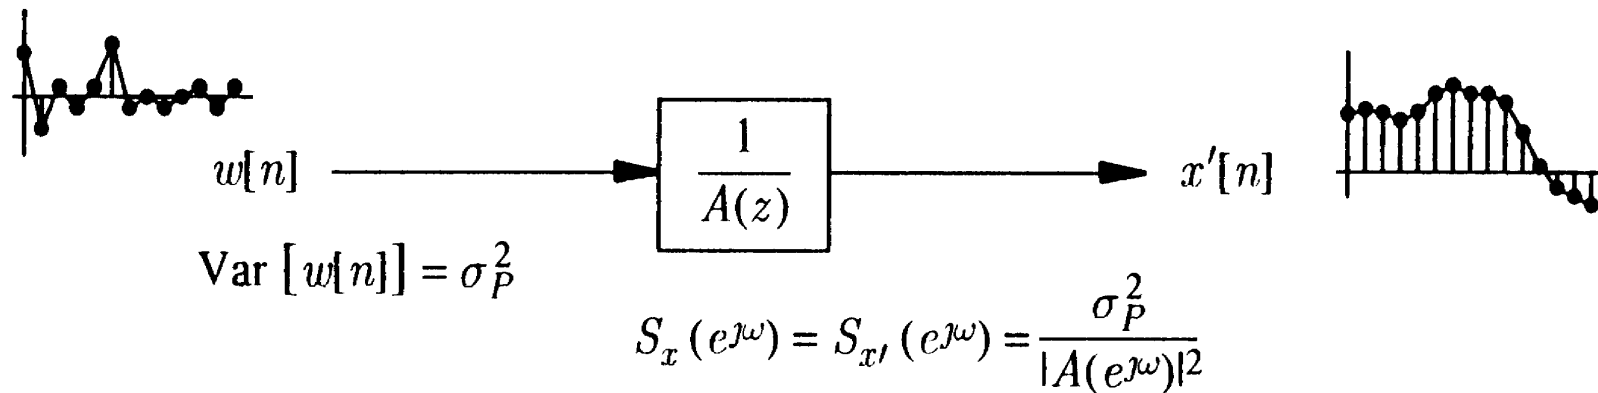 w[n]
1
A(z)
x′[n]
Var [w[n]] = σ_P^2
S_x (e^{jω}) = S_{x′} (e^{jω}) = σ_P^2 / |A(e^{jω})|^2